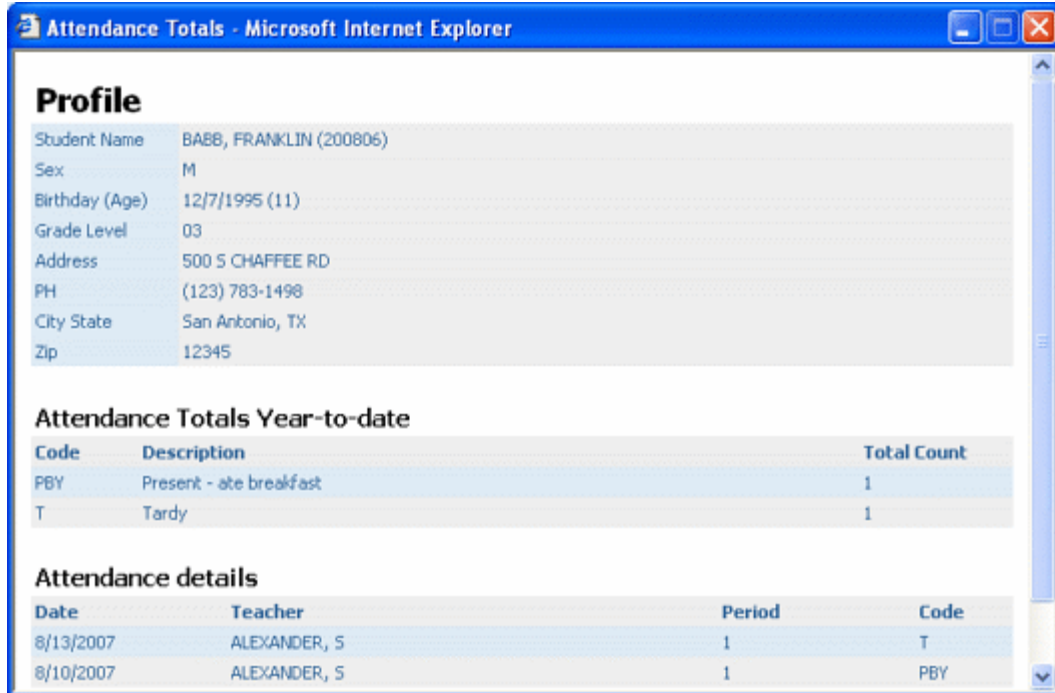 Attendance Totals - Microsoft Internet Explorer
Profile
Student Name BABB, FRANKLIN (200806)
Sex M
Birthday (Age) 12/7/1995 (11)
Grade Level 03
Address 500 S CHAFFEE RD
PH (123) 783-1498
City State San Antonio, TX
Zip 12345
Attendance Totals Year-to-date
Code Description Total Count
PBY Present - ate breakfast 1
T Tardy 1
Attendance details
Date Teacher Period Code
8/13/2007 ALEXANDER, S 1 T
8/10/2007 ALEXANDER, S 1 PBY